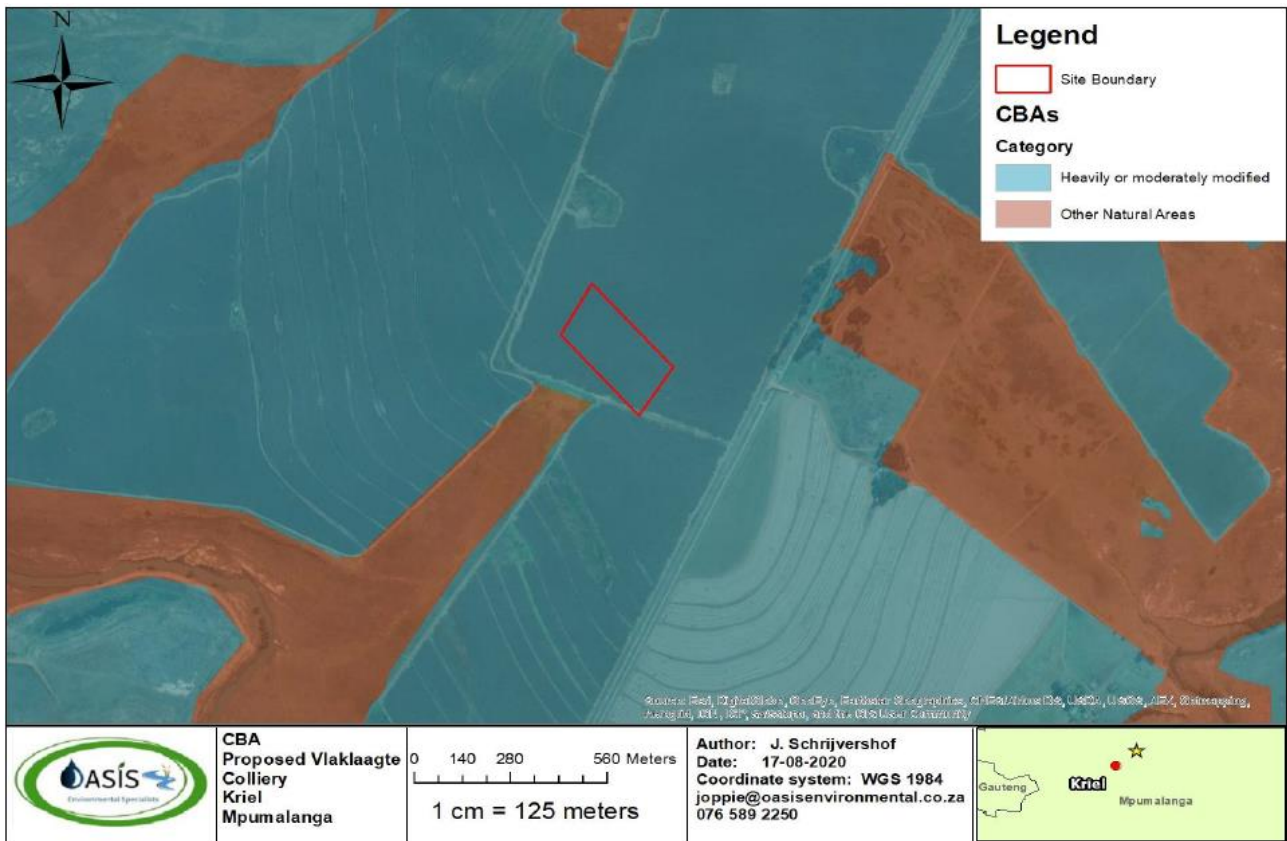 N
Legend
Site Boundary
CBAs
Category
Heavily or moderately modified
Other Natural Areas
OASIS
Environmental Specialists
CBA
Proposed Vlaklaagte
Colliery
Kriel
Mpumalanga
0 140 280 560 Meters
1 cm = 125 meters
Author: J. Schrijvershof
Date: 17-08-2020
Coordinate system: WGS 1984
joppie@oasisenvironmental.co.za
076 589 2250
Gauteng
Kriel
Mpumalanga